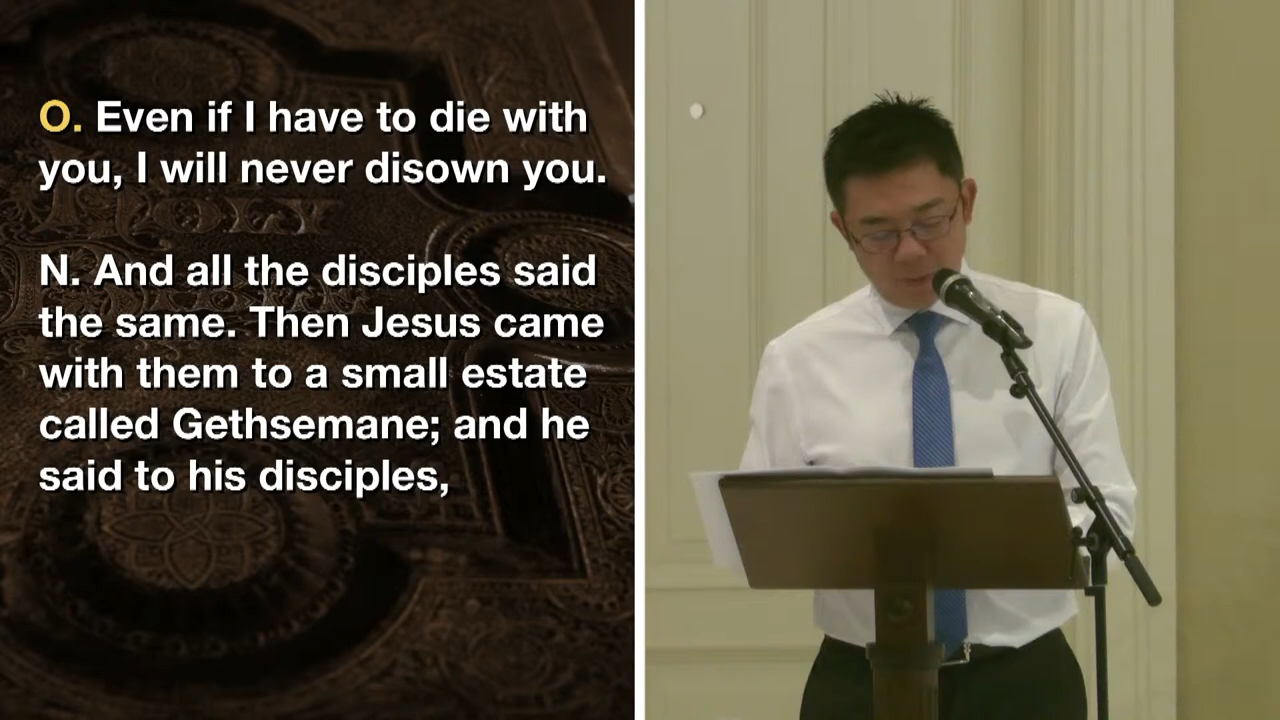 O. Even if I have to die with
you, I will never disown you.
N. And all the disciples said
the same. Then Jesus came
with them to a small estate
called Gethsemane; and he
said to his disciples,